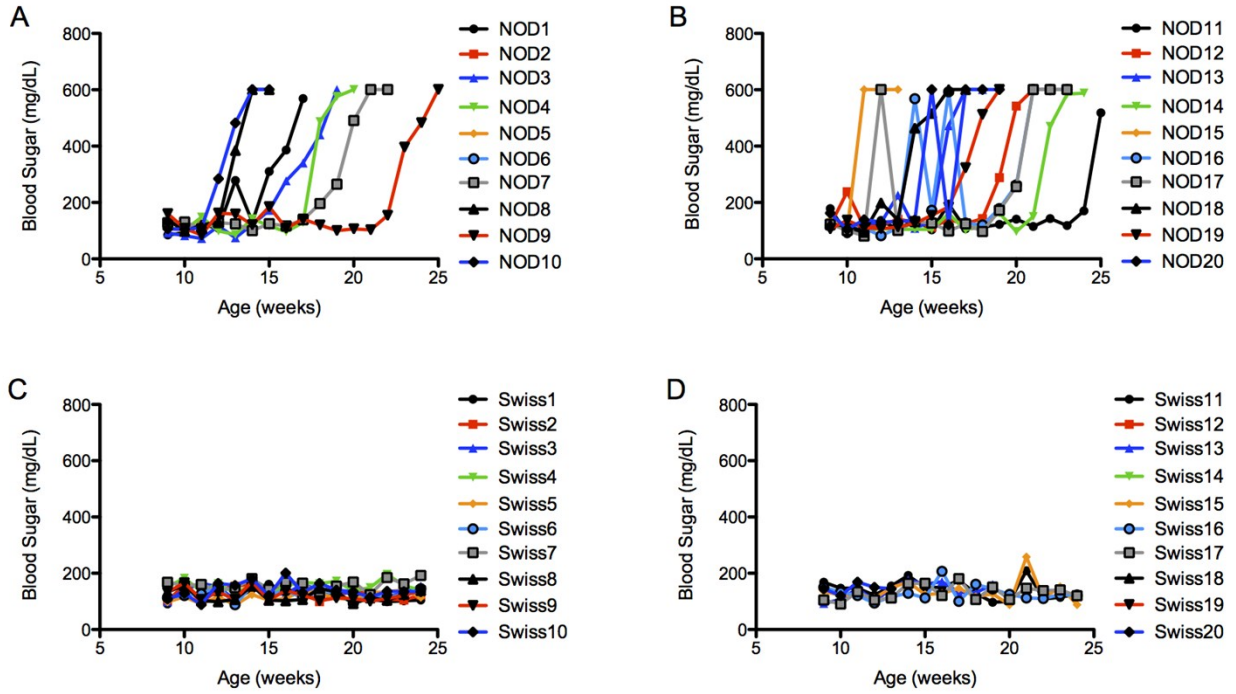 A
Blood Sugar (mg/dL)
800
600
400
200
0
5
10
15
20
25
Age (weeks)
NOD1
NOD2
NOD3
NOD4
NOD5
NOD6
NOD7
NOD8
NOD9
NOD10
B
Blood Sugar (mg/dL)
800
600
400
200
0
5
10
15
20
25
Age (weeks)
NOD11
NOD12
NOD13
NOD14
NOD15
NOD16
NOD17
NOD18
NOD19
NOD20
C
Blood Sugar (mg/dL)
800
600
400
200
0
5
10
15
20
25
Age (weeks)
Swiss1
Swiss2
Swiss3
Swiss4
Swiss5
Swiss6
Swiss7
Swiss8
Swiss9
Swiss10
D
Blood Sugar (mg/dL)
800
600
400
200
0
5
10
15
20
25
Age (weeks)
Swiss11
Swiss12
Swiss13
Swiss14
Swiss15
Swiss16
Swiss17
Swiss18
Swiss19
Swiss20